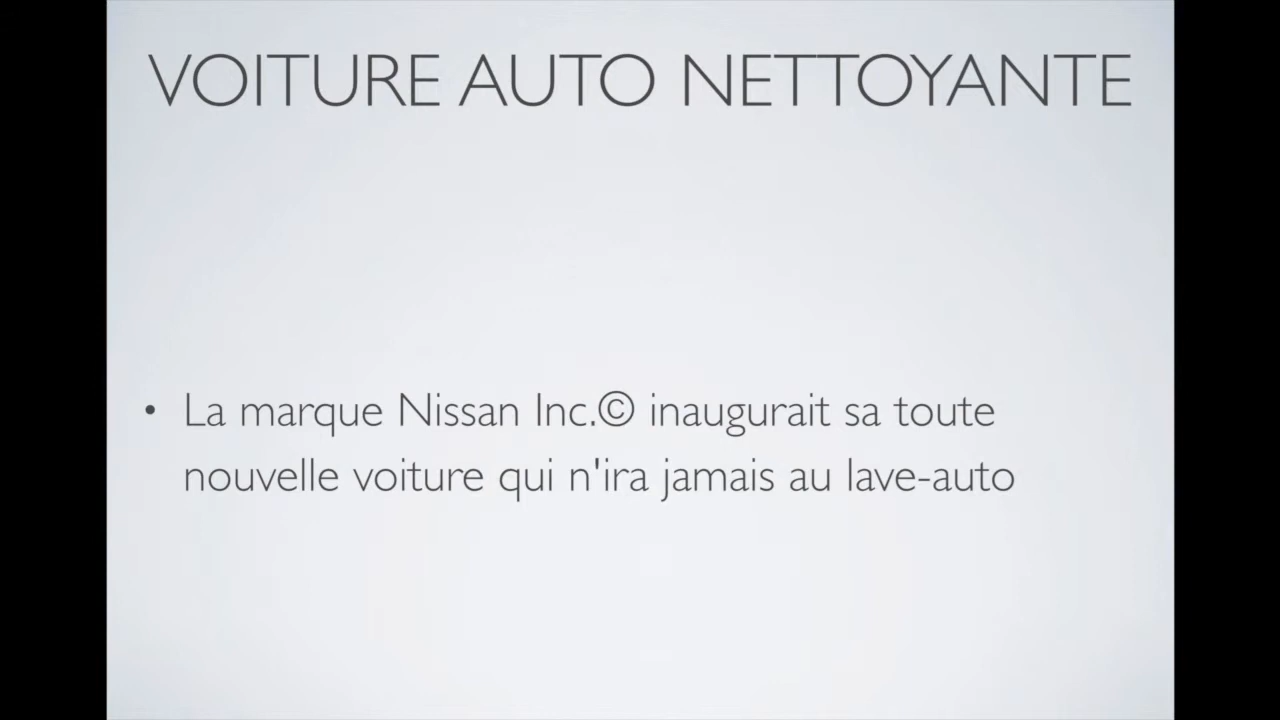 VOITURE AUTO NETTOYANTE
• La marque Nissan Inc.© inaugurait sa toute
nouvelle voiture qui n'ira jamais au lave-auto